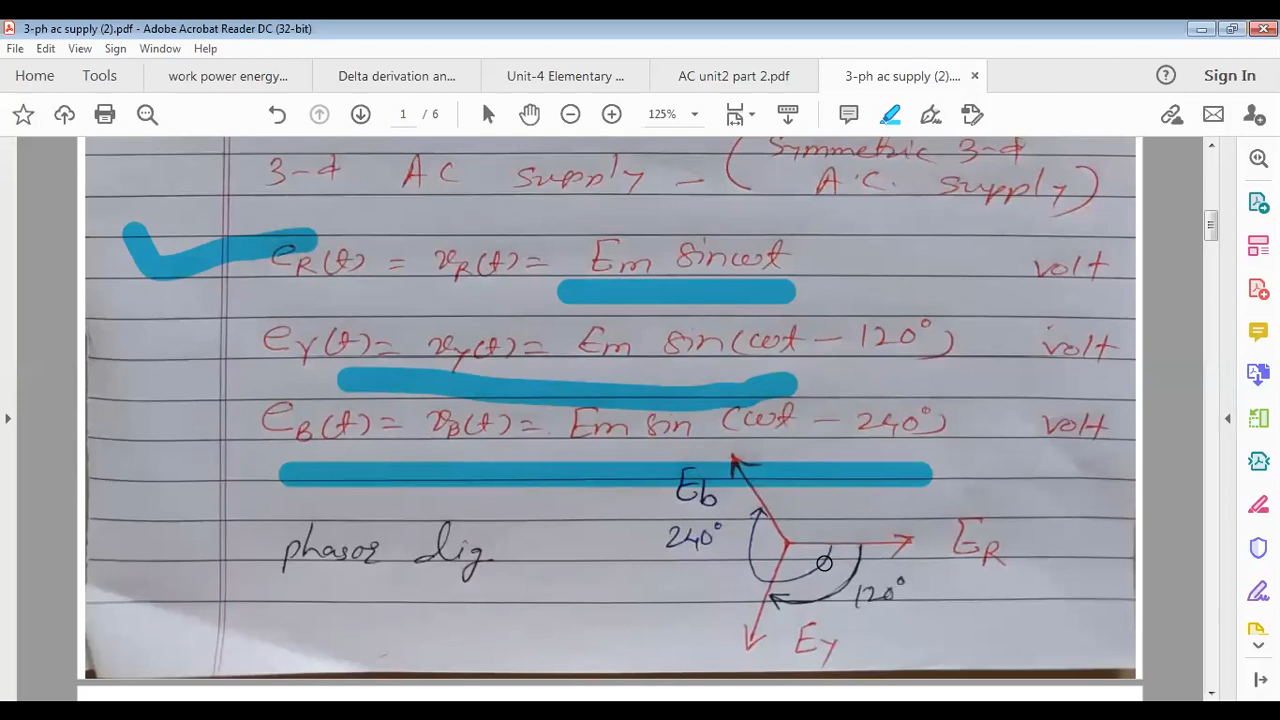 3-ph ac supply (2).pdf - Adobe Acrobat Reader DC (32-bit)
File Edit View Sign Window Help
Home Tools work power energy... Delta derivation an... Unit-4 Elementary ... AC unit2 part 2.pdf 3-ph ac supply (2).... × Sign In
1 / 6 125%
3-ф AC supply - (Symmetric 3-ф
A.C. supply)
eR(t) = vR(t) = Em sinωt volt
eY(t) = vY(t) = Em sin(ωt - 120°) volt
eB(t) = vB(t) = Em sin (ωt - 240°) volt
Eb
240°
phasor dig.
ER
120°
EY